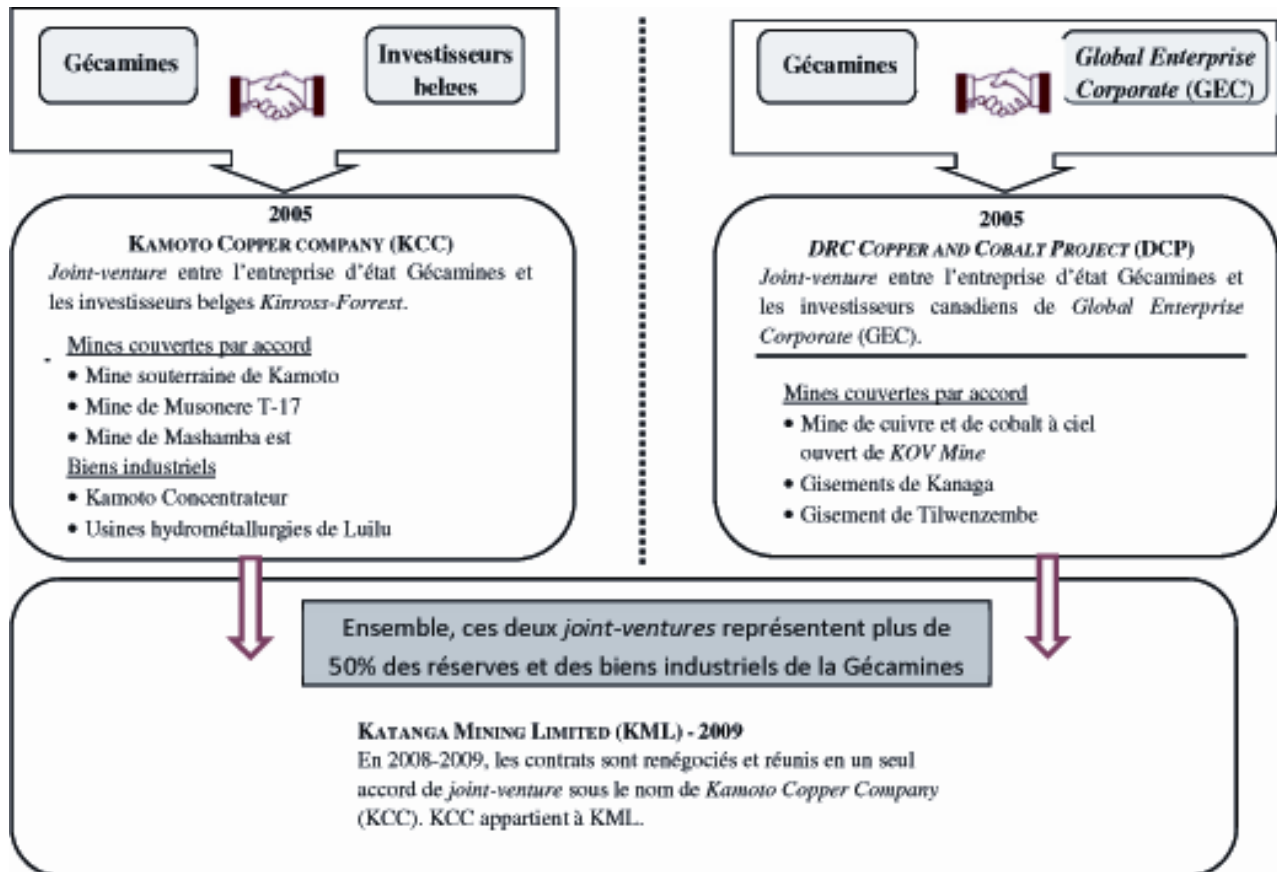 Gécamines
Investisseurs
belges
2005
KAMOTO COPPER COMPANY (KCC)
Joint-venture entre l'entreprise d'état Gécamines et
les investisseurs belges Kinross-Forrest.
Mines couvertes par accord
• Mine souterraine de Kamoto
• Mine de Musonere T-17
• Mine de Mashamba est
Biens industriels
• Kamoto Concentrateur
• Usines hydrométallurgies de Luilu
Gécamines
Global Enterprise
Corporate (GEC)
2005
DRC COPPER AND COBALT PROJECT (DCP)
Joint-venture entre l'entreprise d'état Gécamines et
les investisseurs canadiens de Global Enterprise
Corporate (GEC).
Mines couvertes par accord
• Mine de cuivre et de cobalt à ciel
ouvert de KOV Mine
• Gisements de Kanaga
• Gisement de Tilwenzembe
Ensemble, ces deux joint-ventures représentent plus de
50% des réserves et des biens industriels de la Gécamines
KATANGA MINING LIMITED (KML) - 2009
En 2008-2009, les contrats sont renégociés et réunis en un seul
accord de joint-venture sous le nom de Kamoto Copper Company
(KCC). KCC appartient à KML.